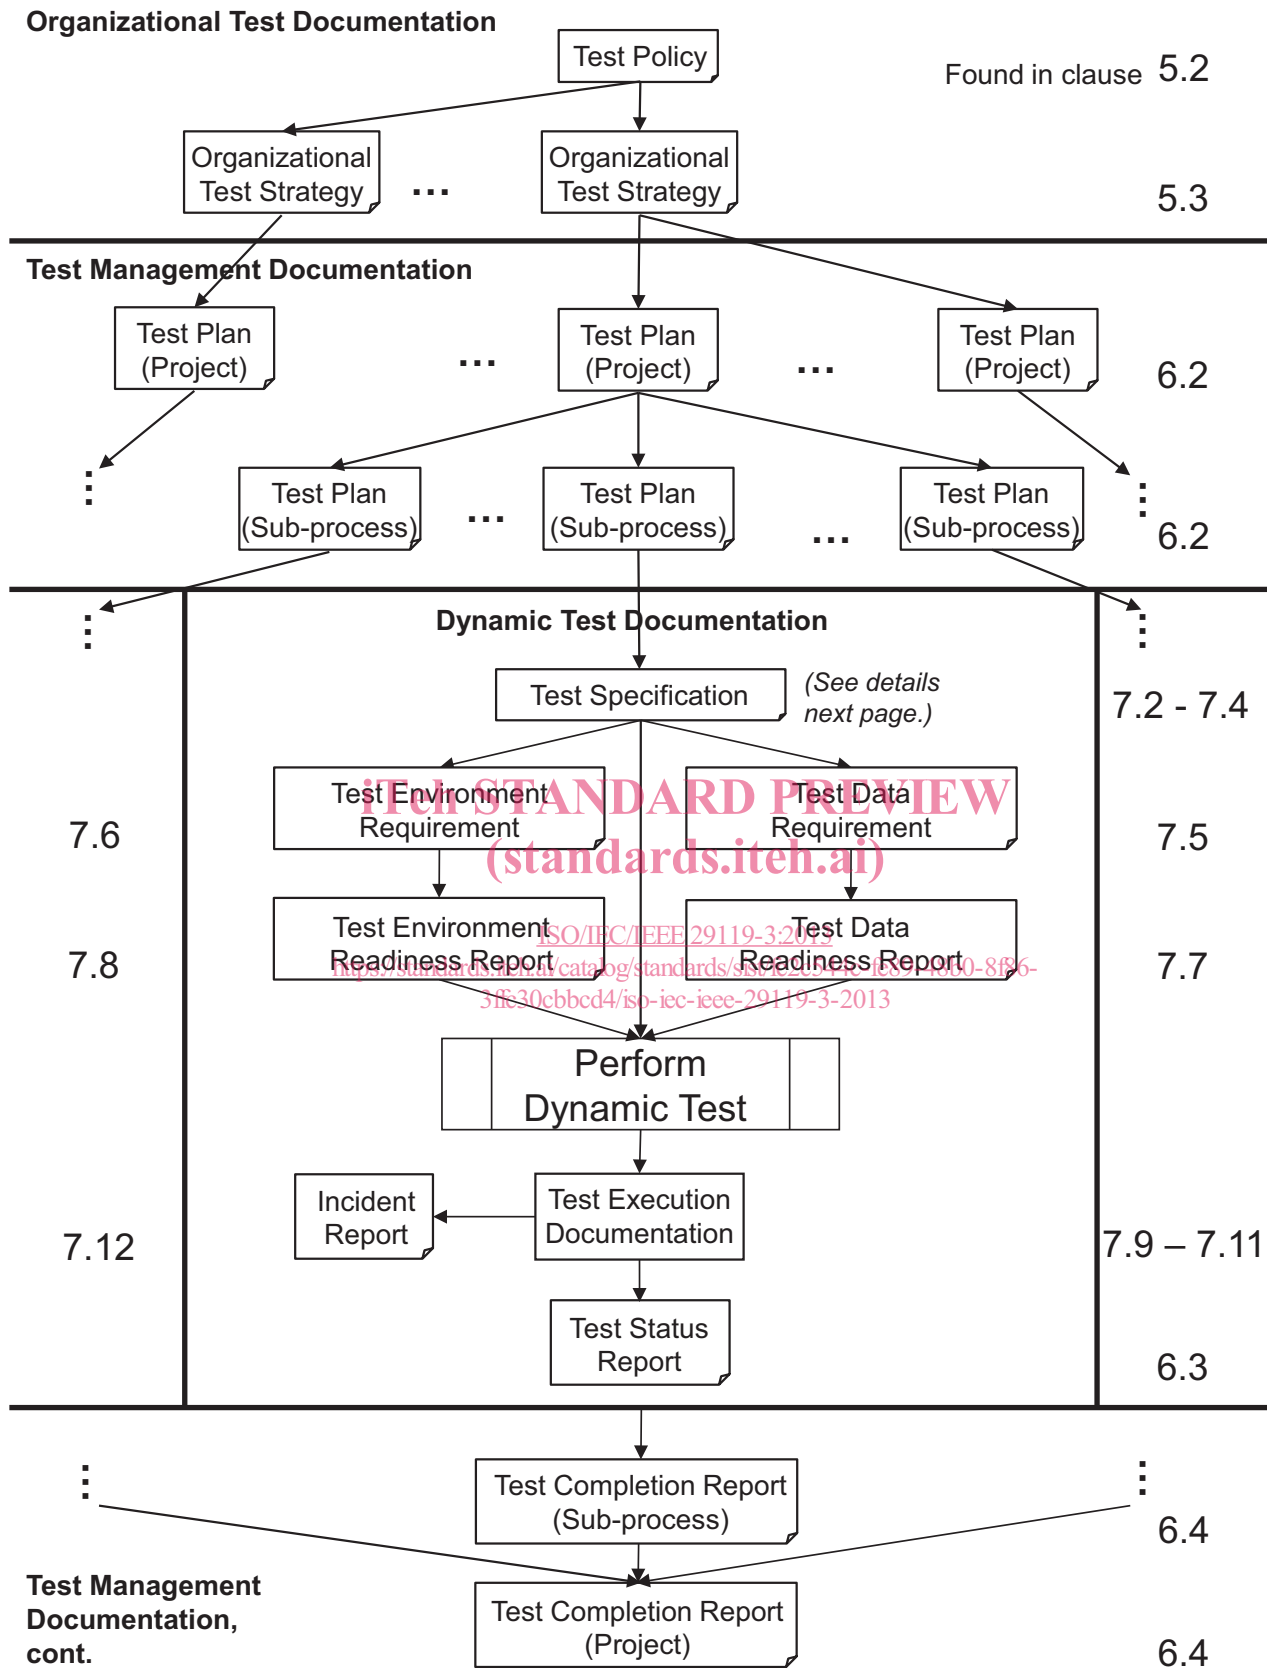 Organizational Test Documentation
Test Policy
Found in clause 5.2
Organizational
Test Strategy
...
Organizational
Test Strategy
5.3
Test Management Documentation
Test Plan
(Project)
...
Test Plan
(Project)
...
Test Plan
(Project)
6.2
...
Test Plan
(Sub-process)
...
Test Plan
(Sub-process)
...
Test Plan
(Sub-process)
...
6.2
...
Dynamic Test Documentation
...
Test Specification
(See details
next page.)
7.2 - 7.4
iTeh STANDARD PREVIEW
(standards.iteh.ai)
7.6
Test Environment
Requirement
Test Data
Requirement
7.5
7.8
Test Environment
Readiness Report
Test Data
Readiness Report
7.7
ISO/IEC/IEEE 29119-3:2013
3ffc30cbbcd4/iso-iec-ieee-29119-3-2013
Perform
Dynamic Test
Incident
Report
Test Execution
Documentation
7.12
7.9 – 7.11
Test Status
Report
6.3
...
Test Completion Report
(Sub-process)
...
6.4
Test Management
Documentation,
cont.
Test Completion Report
(Project)
6.4